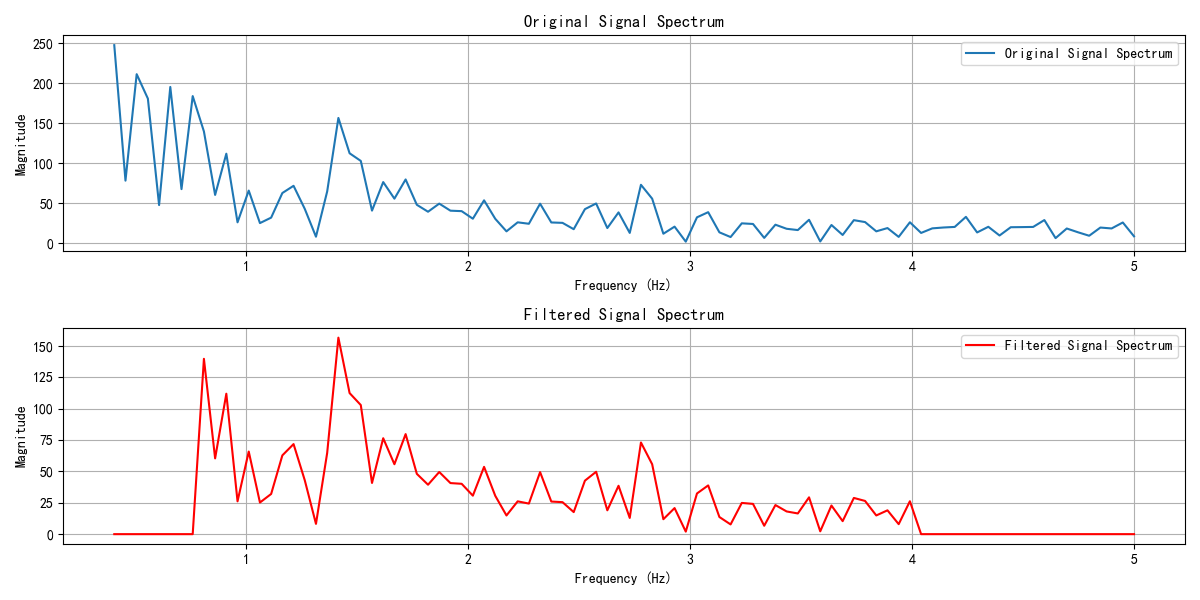 Original Signal Spectrum
250
200
150
100
50
0
Magnitude
Original Signal Spectrum
1
2
3
4
5
Frequency (Hz)
Filtered Signal Spectrum
150
125
100
75
50
25
0
Magnitude
Filtered Signal Spectrum
1
2
3
4
5
Frequency (Hz)